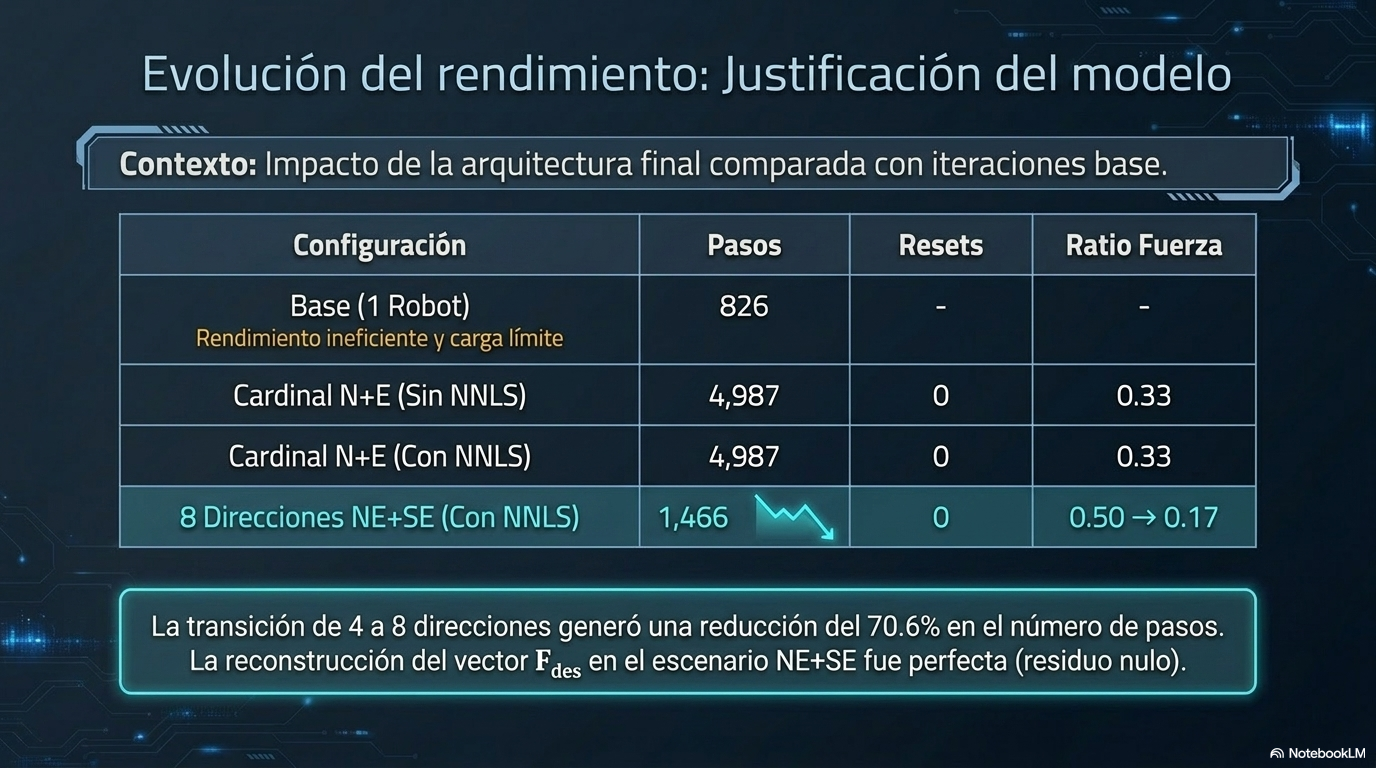 Evolución del rendimiento: Justificación del modelo
Contexto: Impacto de la arquitectura final comparada con iteraciones base.
Configuración Pasos Resets Ratio Fuerza
Base (1 Robot) 826 - -
Rendimiento ineficiente y carga límite
Cardinal N+E (Sin NNLS) 4,987 0 0.33
Cardinal N+E (Con NNLS) 4,987 0 0.33
8 Direcciones NE+SE (Con NNLS) 1,466 0 0.50 → 0.17
La transición de 4 a 8 direcciones generó una reducción del 70.6% en el número de pasos.
La reconstrucción del vector F_des en el escenario NE+SE fue perfecta (residuo nulo).
NotebookLM